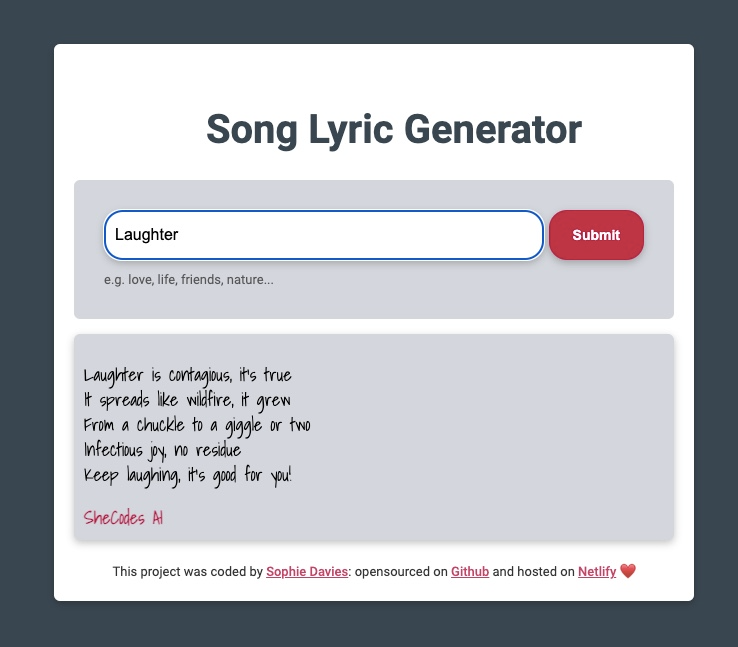 Song Lyric Generator
Laughter
Submit
e.g. love, life, friends, nature...
Laughter is contagious, it's true
It spreads like wildfire, it grew
From a chuckle to a giggle or two
Infectious joy, no residue
Keep laughing, it's good for you!
SheCodes AI
This project was coded by Sophie Davies: opensourced on Github and hosted on Netlify ❤️